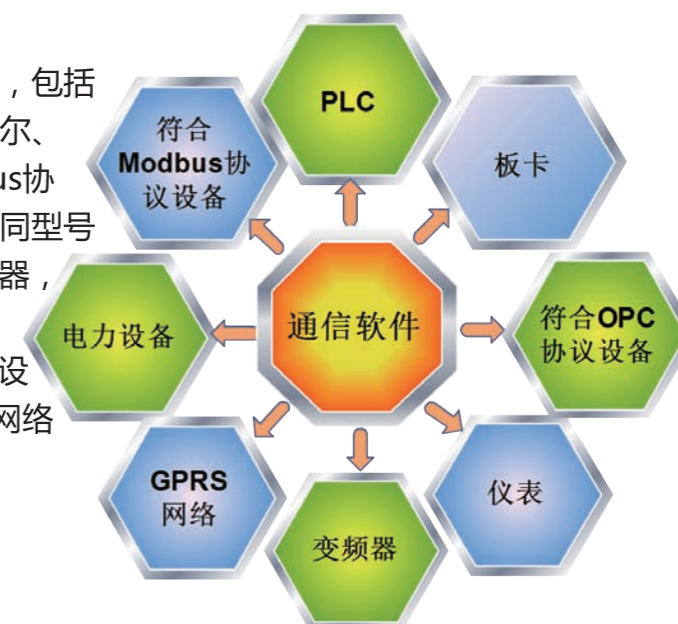 ，包括
尔、
us协
同型号
器，
设
网络
PLC
板卡
符合OPC
协议设备
仪表
变频器
GPRS
网络
电力设备
符合
Modbus协
议设备
通信软件